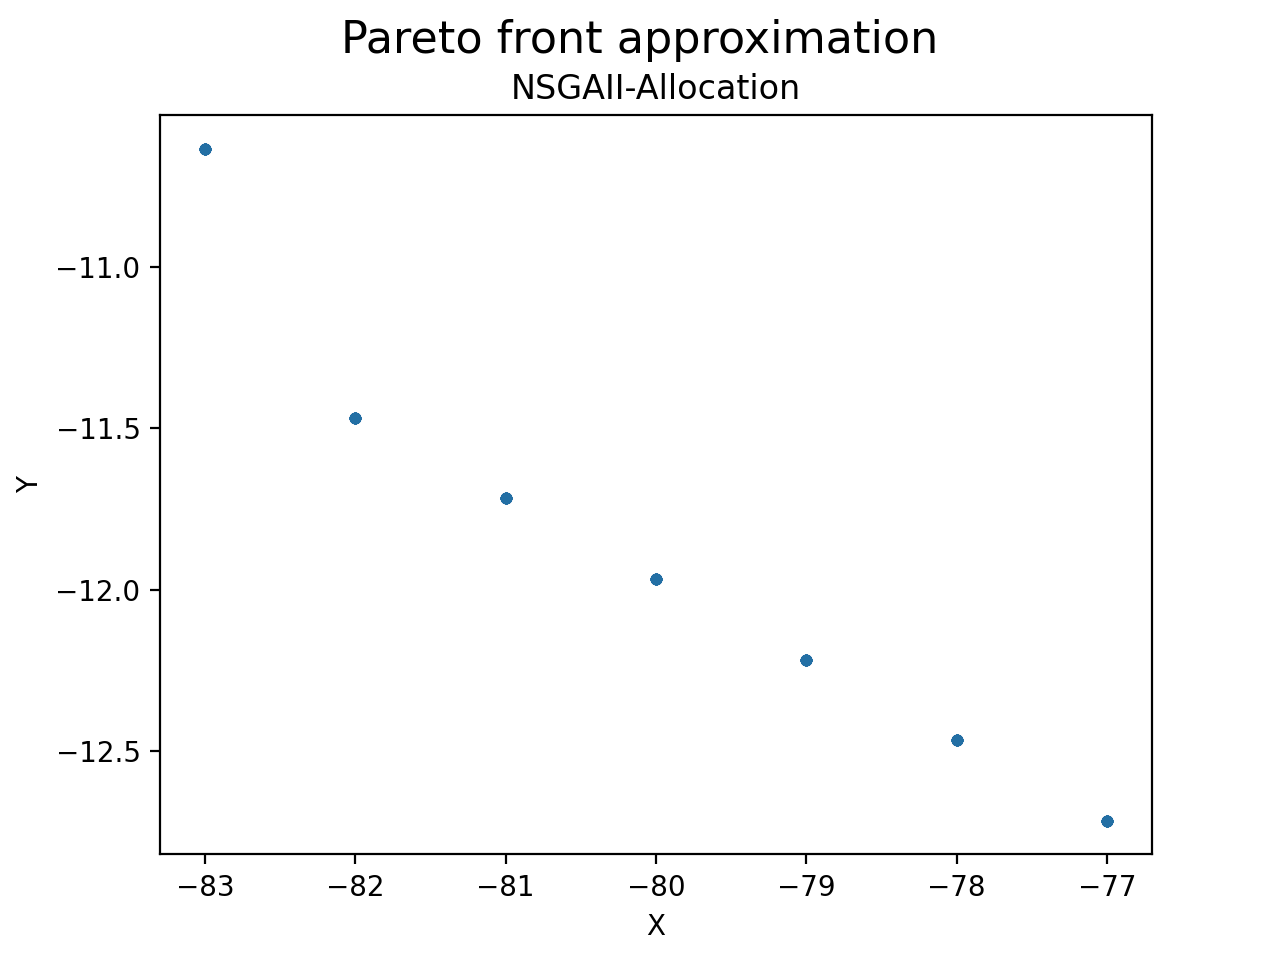 Pareto front approximation
NSGAII-Allocation
−11.0
−11.5
−12.0
−12.5
Y
−83 −82 −81 −80 −79 −78 −77
X